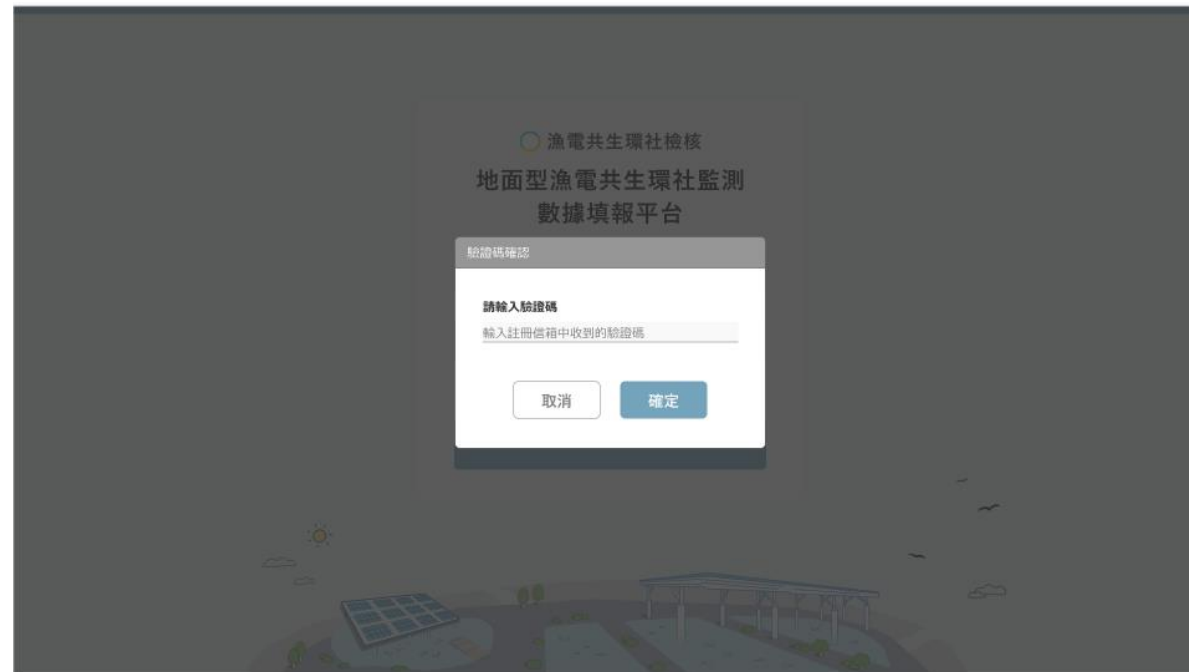 漁電共生環社檢核
地面型漁電共生環社監測
數據填報平台
驗證碼確認
請輸入驗證碼
輸入註冊信箱中收到的驗證碼
取消
確定